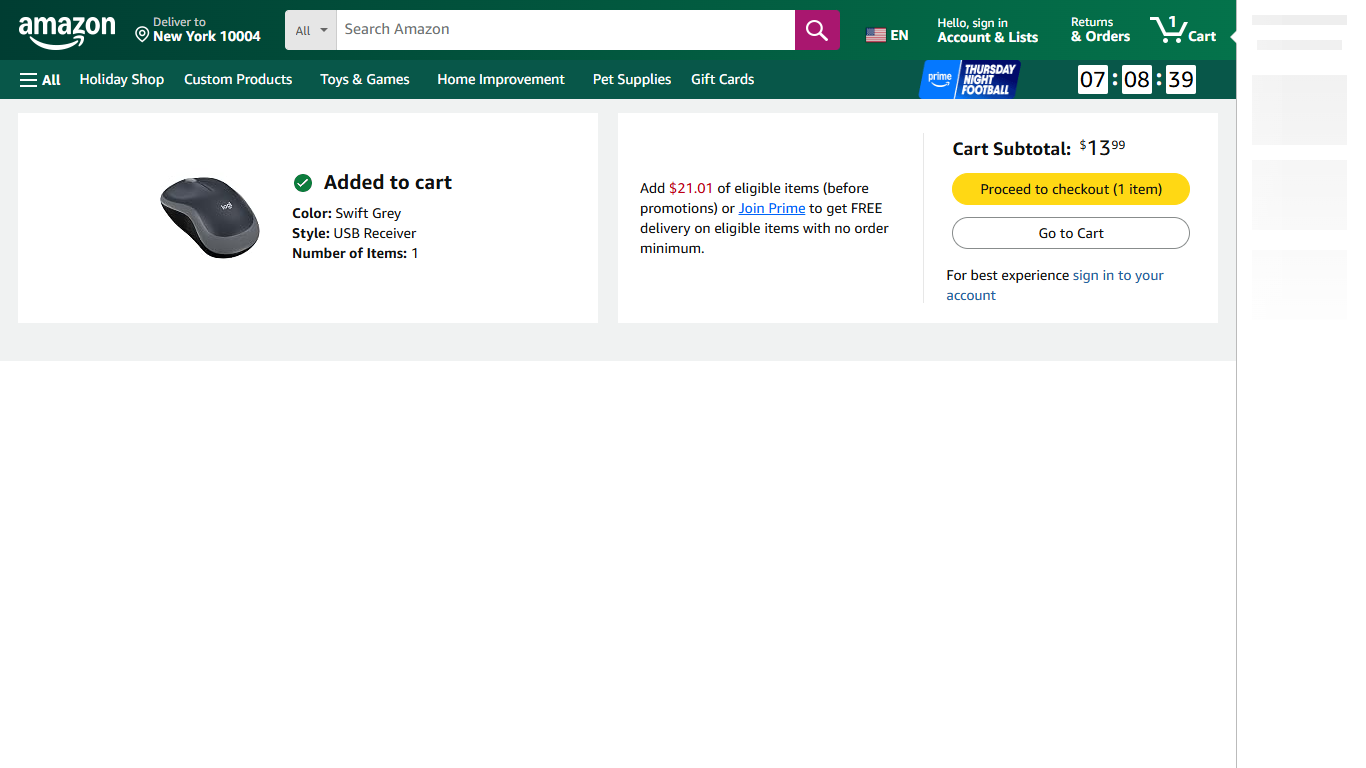 amazon
Deliver to
New York 10004
All
Search Amazon
EN
Hello, sign in
Account & Lists
Returns
& Orders
1
Cart
All
Holiday Shop
Custom Products
Toys & Games
Home Improvement
Pet Supplies
Gift Cards
prime
THURSDAY
NIGHT
FOOTBALL
07 : 08 : 39
logi
Added to cart
Color: Swift Grey
Style: USB Receiver
Number of Items: 1
Add $21.01 of eligible items (before
promotions) or Join Prime to get FREE
delivery on eligible items with no order
minimum.
Cart Subtotal: $1399
Proceed to checkout (1 item)
Go to Cart
For best experience sign in to your
account